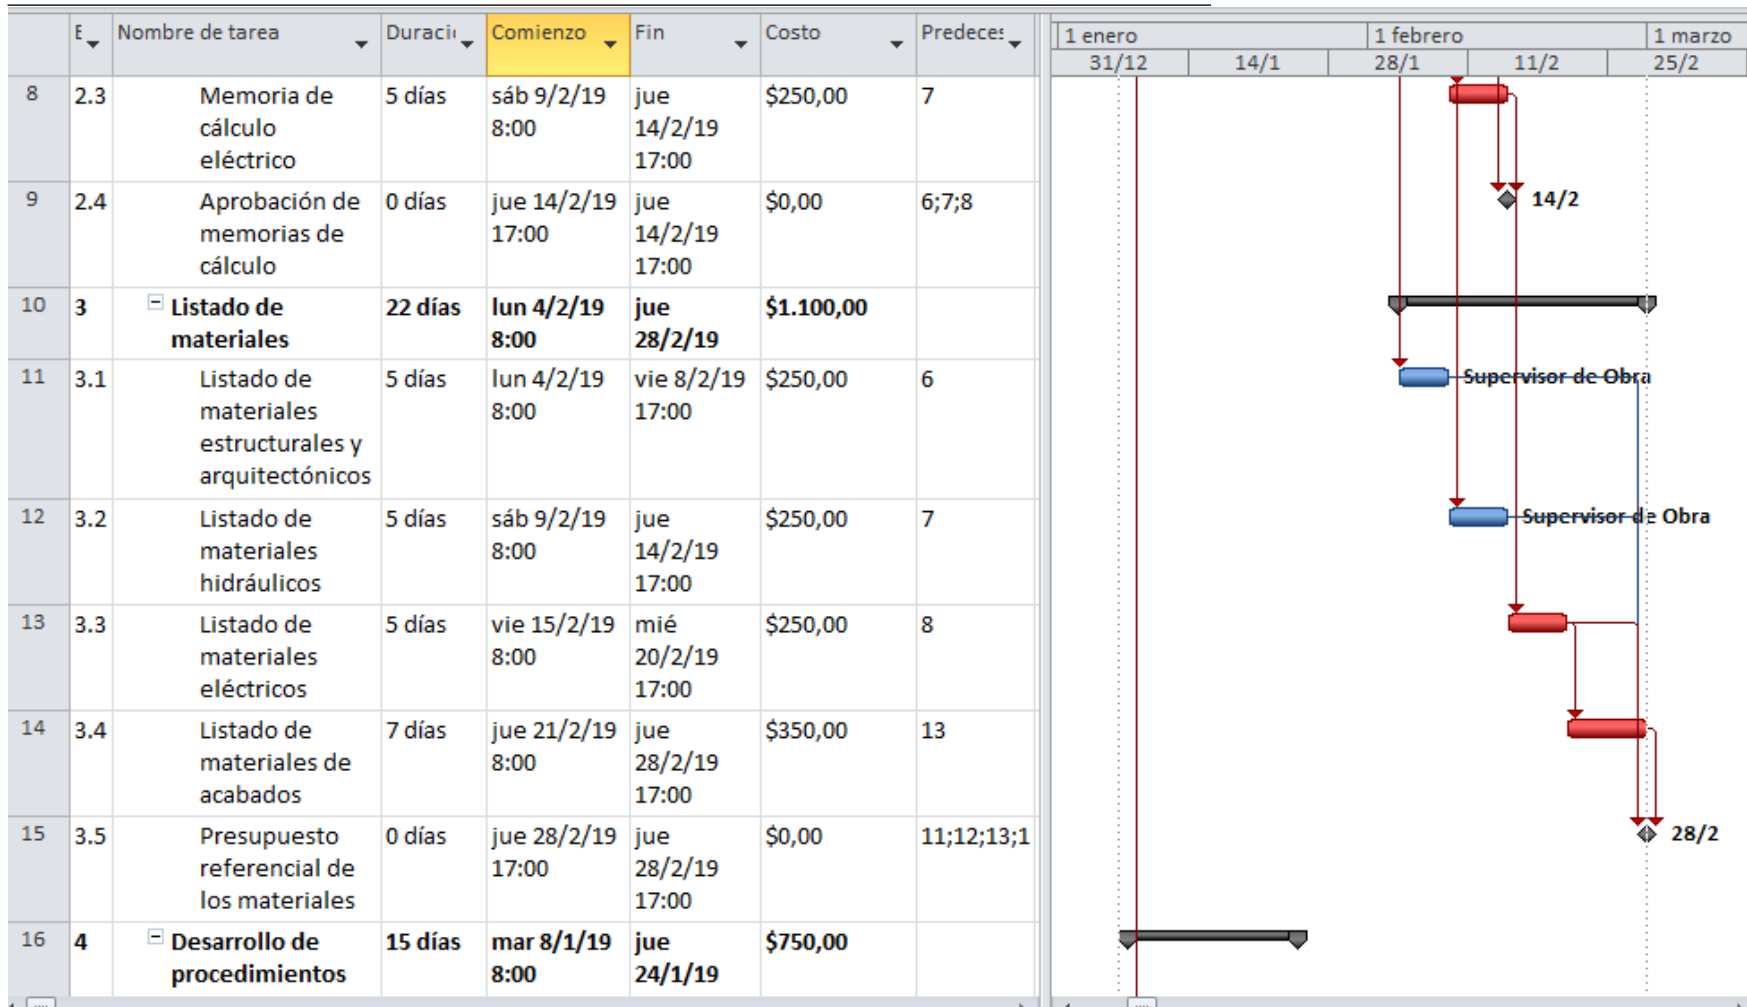 E Nombre de tarea Duració Comienzo Fin Costo Predeces
1 enero 1 febrero 1 marzo
31/12 14/1 28/1 11/2 25/2
8 2.3 Memoria de 5 días sáb 9/2/19 jue $250,00 7
cálculo 8:00 14/2/19
eléctrico 17:00
9 2.4 Aprobación de 0 días jue 14/2/19 jue $0,00 6;7;8 14/2
memorias de 17:00 14/2/19
cálculo 17:00
10 3 Listado de 22 días lun 4/2/19 jue $1.100,00
materiales 8:00 28/2/19
11 3.1 Listado de 5 días lun 4/2/19 vie 8/2/19 $250,00 6 Supervisor de Obra
materiales 8:00 17:00
estructurales y
arquitectónicos
12 3.2 Listado de 5 días sáb 9/2/19 jue $250,00 7 Supervisor de Obra
materiales 8:00 14/2/19
hidráulicos 17:00
13 3.3 Listado de 5 días vie 15/2/19 mié $250,00 8
materiales 8:00 20/2/19
eléctricos 17:00
14 3.4 Listado de 7 días jue 21/2/19 jue $350,00 13
materiales de 8:00 28/2/19
acabados 17:00
15 3.5 Presupuesto 0 días jue 28/2/19 jue $0,00 11;12;13;1 28/2
referencial de 17:00 28/2/19
los materiales 17:00
16 4 Desarrollo de 15 días mar 8/1/19 jue $750,00
procedimientos 8:00 24/1/19